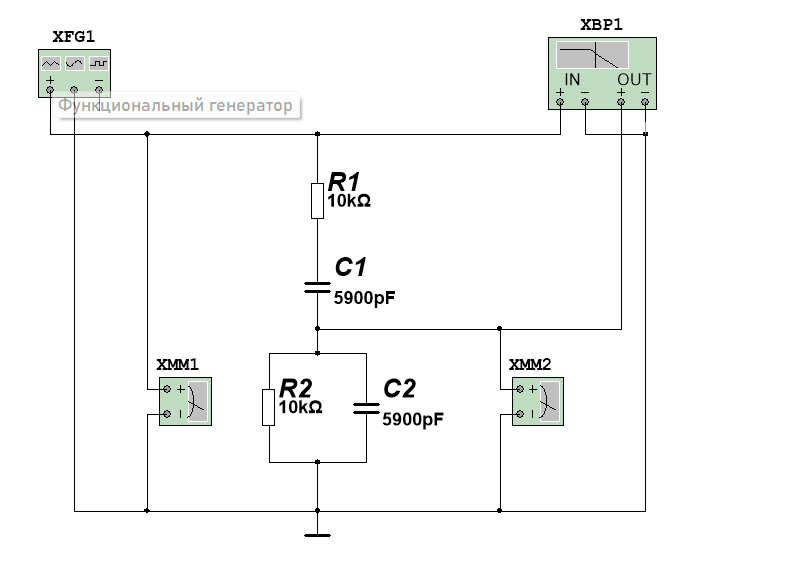 XFG1
XBP1
IN
OUT
+
−
+
−
+
−
Функциональный генератор
R1
10kΩ
C1
5900pF
XMM1
XMM2
R2
10kΩ
C2
5900pF